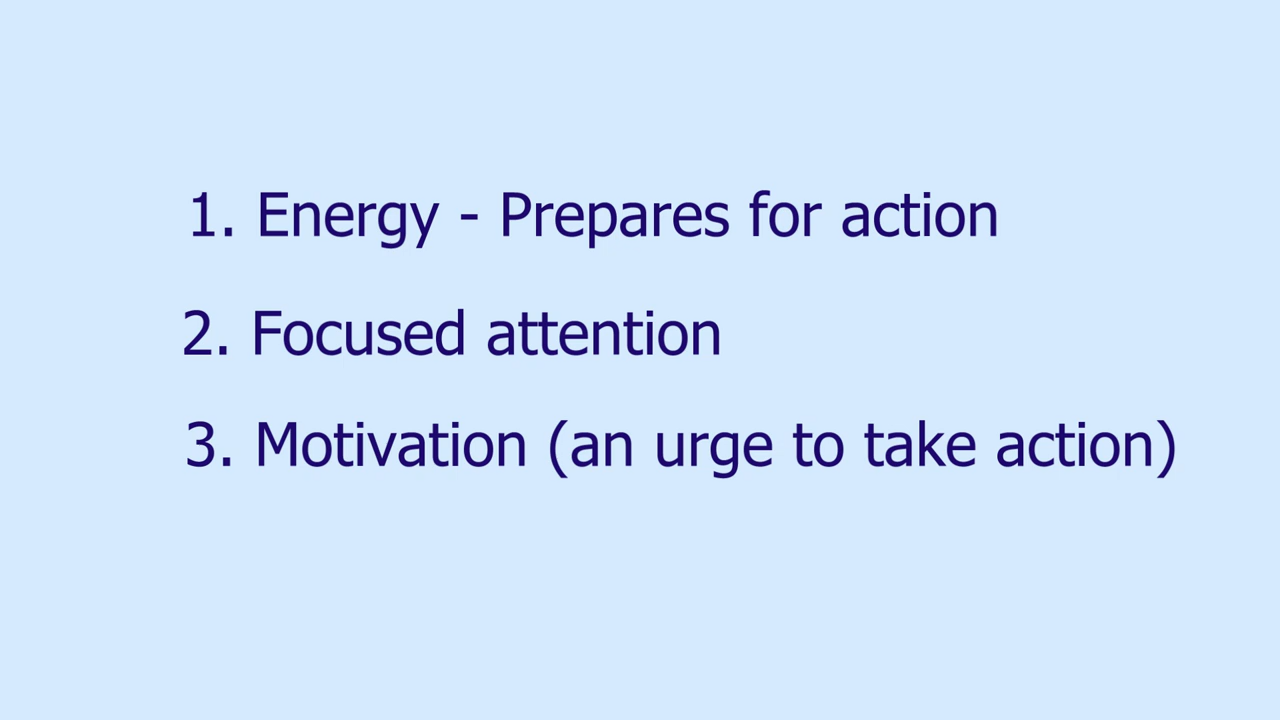 1. Energy - Prepares for action
2. Focused attention
3. Motivation (an urge to take action)